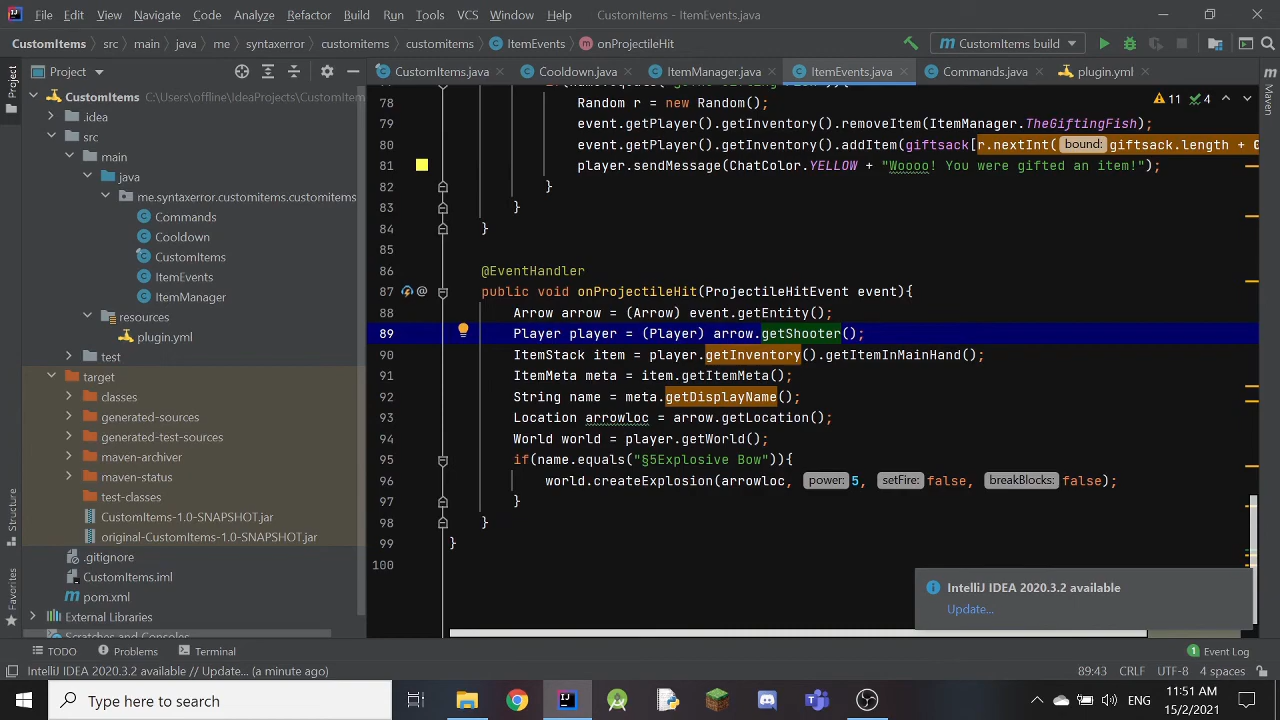 File Edit View Navigate Code Analyze Refactor Build Run Tools VCS Window Help CustomItems - ItemEvents.java
CustomItems src main java me syntaxerror customitems customitems ItemEvents onProjectileHit CustomItems build
Project CustomItems.java Cooldown.java ItemManager.java ItemEvents.java Commands.java plugin.yml
Project
Structure
Favorites
Maven
CustomItems C:\Users\offline\IdeaProjects\CustomItem
.idea
src
main
java
me.syntaxerror.customitems.customitems
Commands
Cooldown
CustomItems
ItemEvents
ItemManager
resources
plugin.yml
test
target
classes
generated-sources
generated-test-sources
maven-archiver
maven-status
test-classes
CustomItems-1.0-SNAPSHOT.jar
original-CustomItems-1.0-SNAPSHOT.jar
.gitignore
CustomItems.iml
pom.xml
External Libraries
Scratches and Consoles
11 4
78 Random r = new Random();
79 event.getPlayer().getInventory().removeItem(ItemManager.TheGiftingFish);
80 event.getPlayer().getInventory().addItem(giftsack[r.nextInt( bound: giftsack.length + 0
81 player.sendMessage(ChatColor.YELLOW + "Woooo! You were gifted an item!");
82 }
83 }
84 }
85
86 @EventHandler
87 public void onProjectileHit(ProjectileHitEvent event){
88 Arrow arrow = (Arrow) event.getEntity();
89 Player player = (Player) arrow.getShooter();
90 ItemStack item = player.getInventory().getItemInMainHand();
91 ItemMeta meta = item.getItemMeta();
92 String name = meta.getDisplayName();
93 Location arrowloc = arrow.getLocation();
94 World world = player.getWorld();
95 if(name.equals("§5Explosive Bow")){
96 world.createExplosion(arrowloc, power: 5, setFire: false, breakBlocks: false);
97 }
98 }
99 }
100
IntelliJ IDEA 2020.3.2 available
Update...
TODO Problems Terminal 1 Event Log
IntelliJ IDEA 2020.3.2 available // Update... (a minute ago) 89:43 CRLF UTF-8 4 spaces
Type here to search
ENG
11:51 AM
15/2/2021